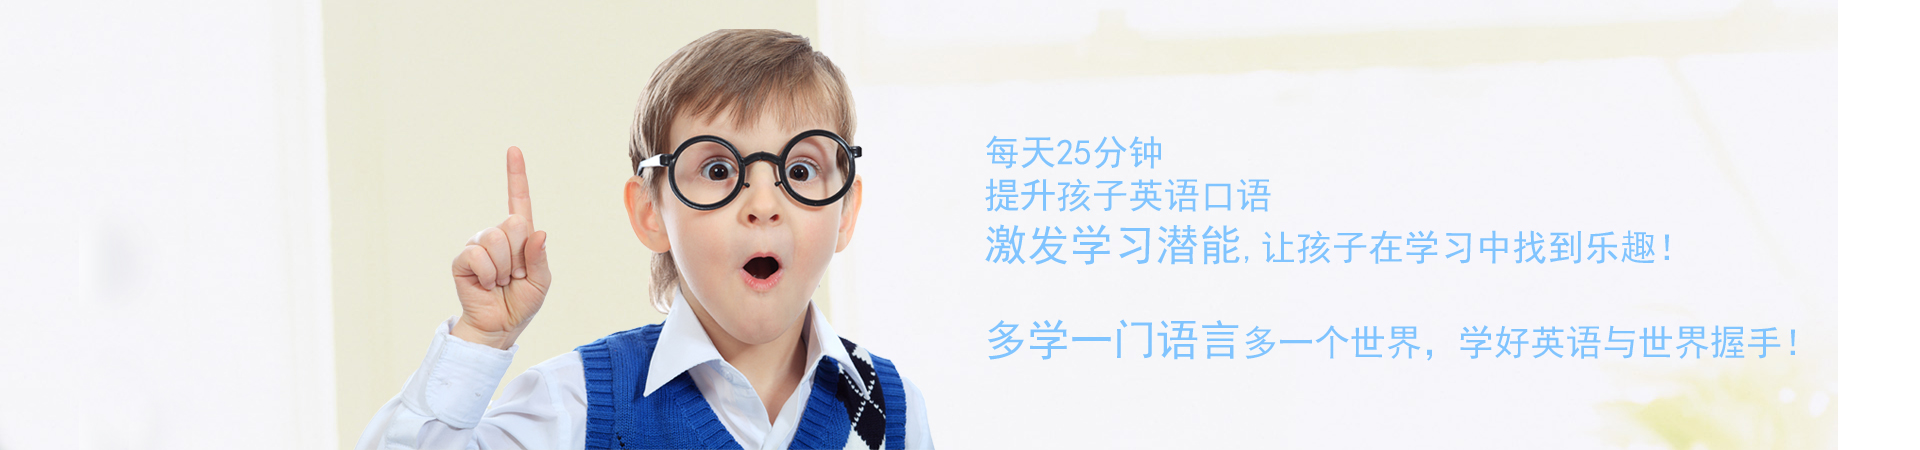 每天25分钟
提升孩子英语口语
激发学习潜能,让孩子在学习中找到乐趣!
多学一门语言多一个世界，学好英语与世界握手!